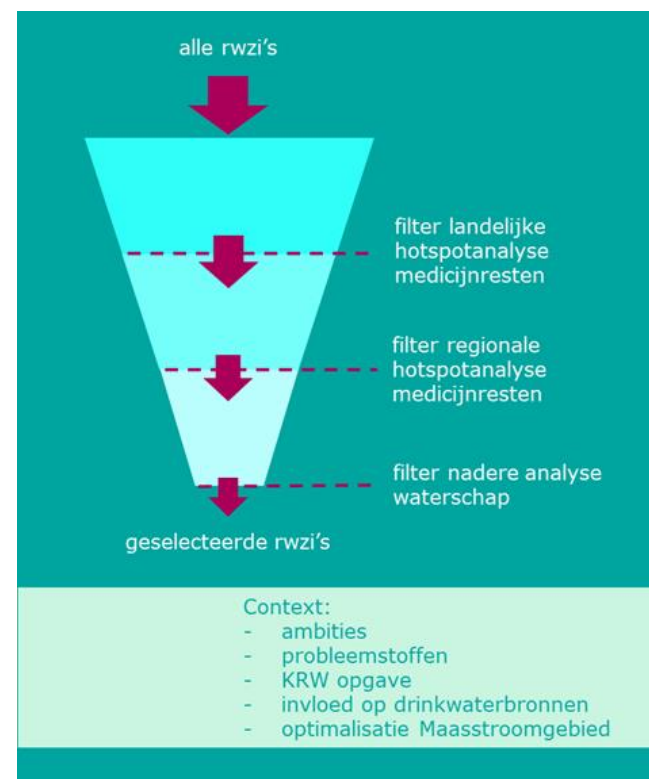 alle rwzi's
filter landelijke
hotspotanalyse
medicijnresten
filter regionale
hotspotanalyse
medicijnresten
filter nadere analyse
waterschap
geselecteerde rwzi's
Context:
- ambities
- probleemstoffen
- KRW opgave
- invloed op drinkwaterbronnen
- optimalisatie Maasstroomgebied